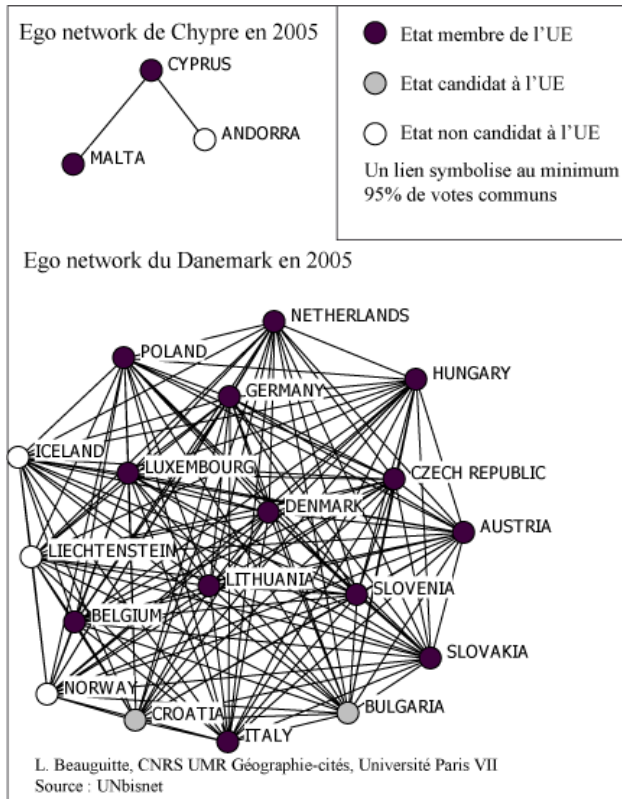 Ego network de Chypre en 2005
CYPRUS
ANDORRA
MALTA
Etat membre de l'UE
Etat candidat à l'UE
Etat non candidat à l'UE
Un lien symbolise au minimum
95% de votes communs
Ego network du Danemark en 2005
NETHERLANDS
POLAND
HUNGARY
GERMANY
ICELAND
LUXEMBOURG
CZECH REPUBLIC
DENMARK
AUSTRIA
LIECHTENSTEIN
LITHUANIA
SLOVENIA
BELGIUM
SLOVAKIA
NORWAY
CROATIA
BULGARIA
ITALY
L. Beauguitte, CNRS UMR Géographie-cités, Université Paris VII
Source : UNbisnet